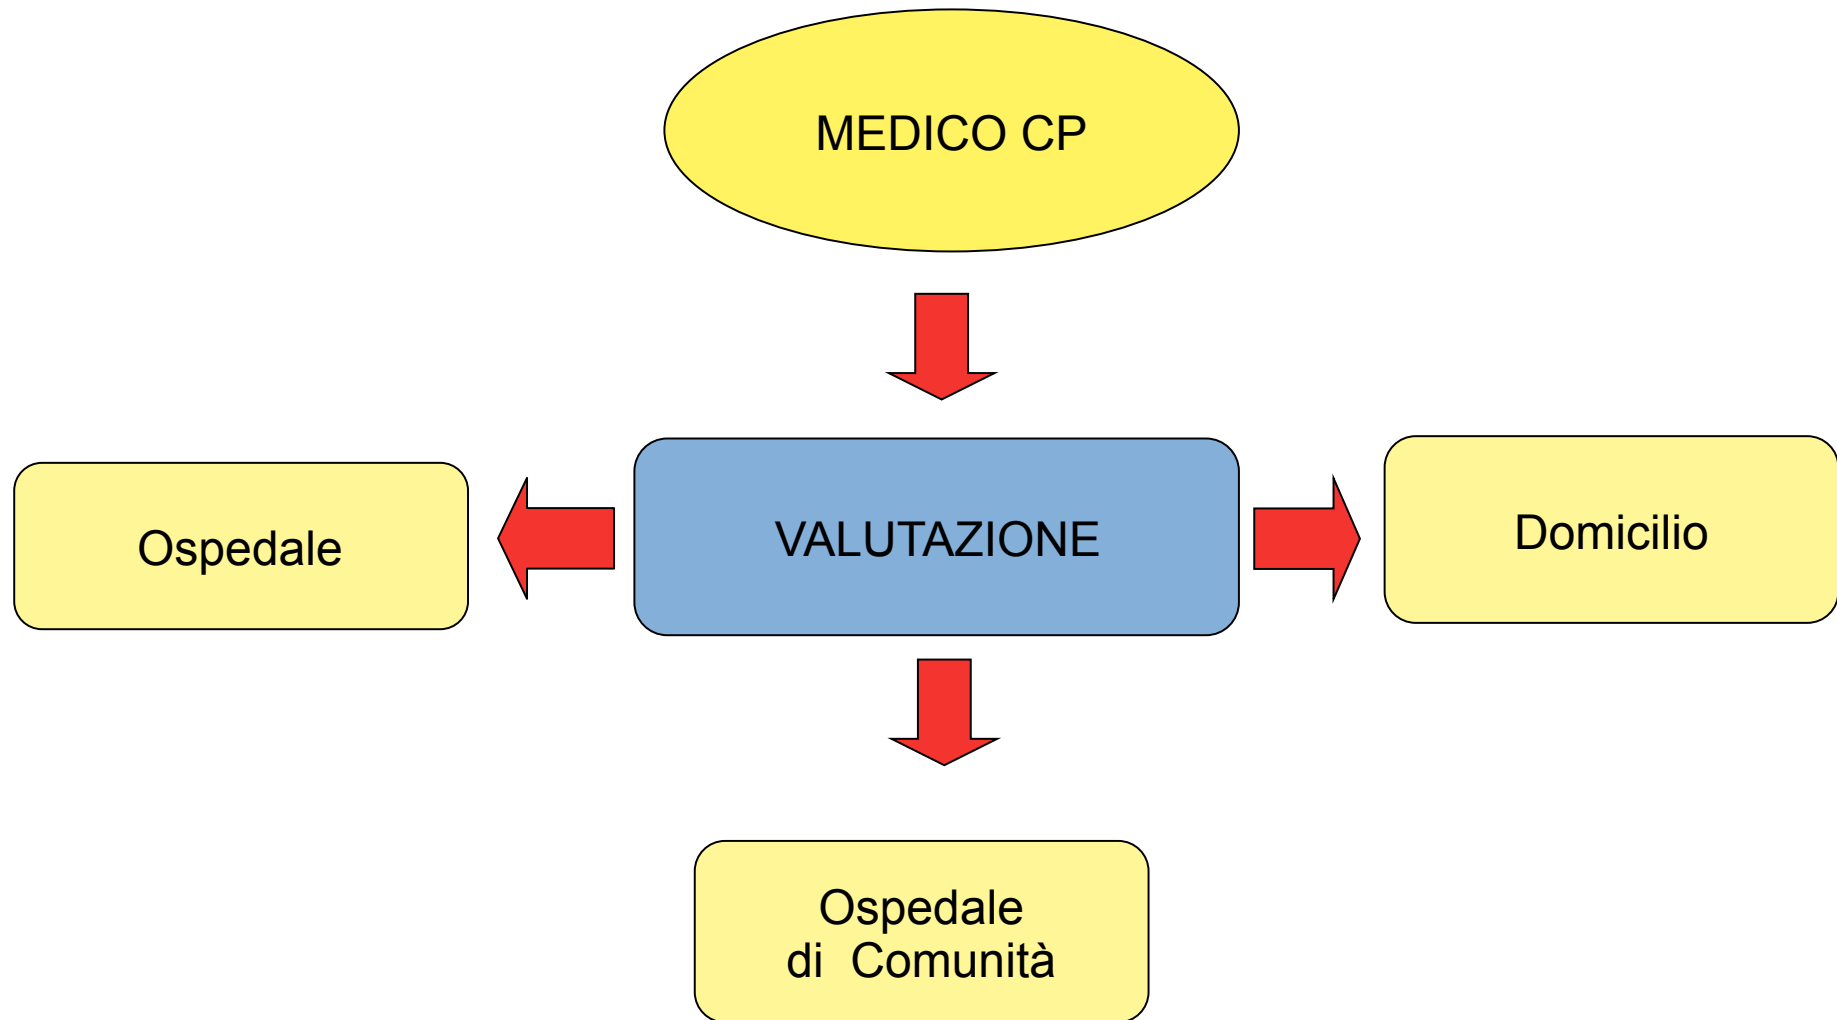 MEDICO CP
Ospedale
VALUTAZIONE
Domicilio
Ospedale
di Comunità